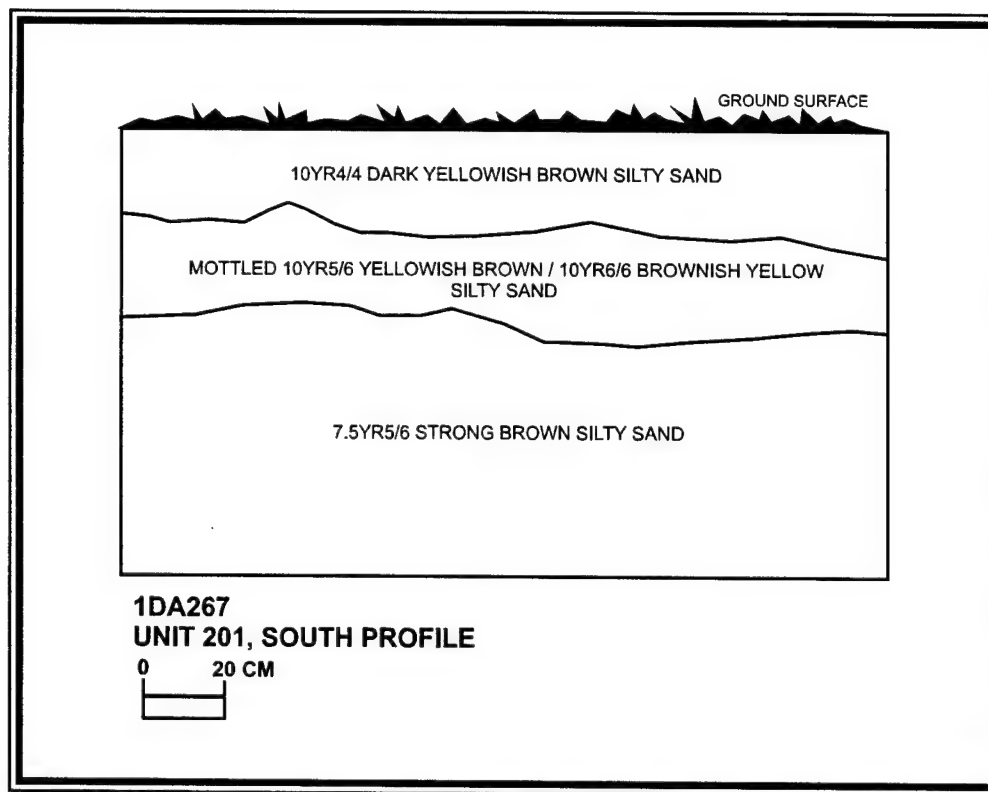 GROUND SURFACE
10YR4/4 DARK YELLOWISH BROWN SILTY SAND
MOTTLED 10YR5/6 YELLOWISH BROWN / 10YR6/6 BROWNISH YELLOW
SILTY SAND
7.5YR5/6 STRONG BROWN SILTY SAND
1DA267
UNIT 201, SOUTH PROFILE
0 20 CM